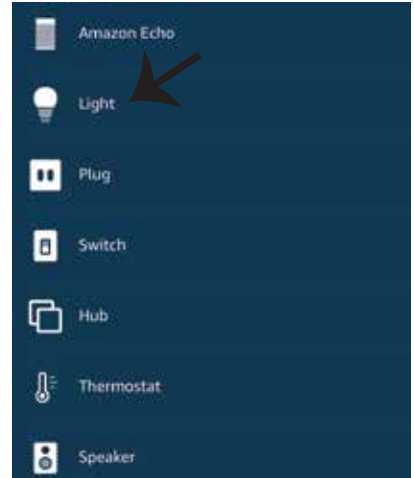 Amazon Echo
Light
Plug
Switch
Hub
Thermostat
Speaker